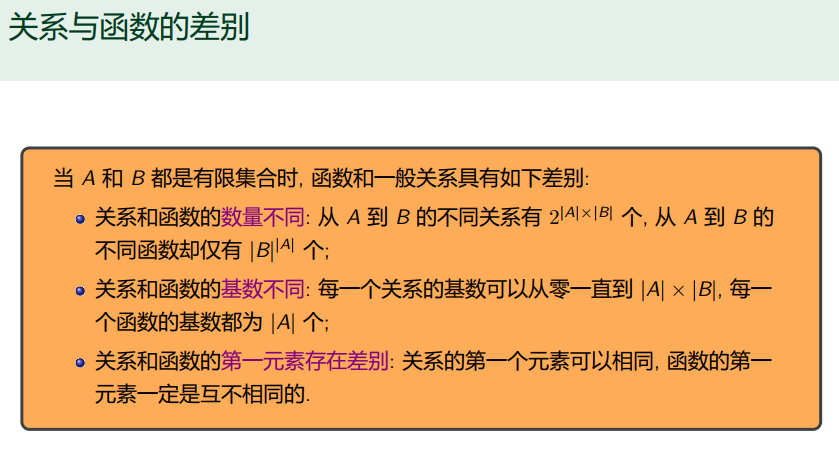 关系与函数的差别
当 A 和 B 都是有限集合时, 函数和一般关系具有如下差别:
关系和函数的数量不同: 从 A 到 B 的不同关系有 2^{|A|×|B|} 个, 从 A 到 B 的
不同函数却仅有 |B|^{|A|} 个;
关系和函数的基数不同: 每一个关系的基数可以从零一直到 |A| × |B|, 每一
个函数的基数都为 |A| 个;
关系和函数的第一元素存在差别: 关系的第一个元素可以相同, 函数的第一
元素一定是互不相同的.